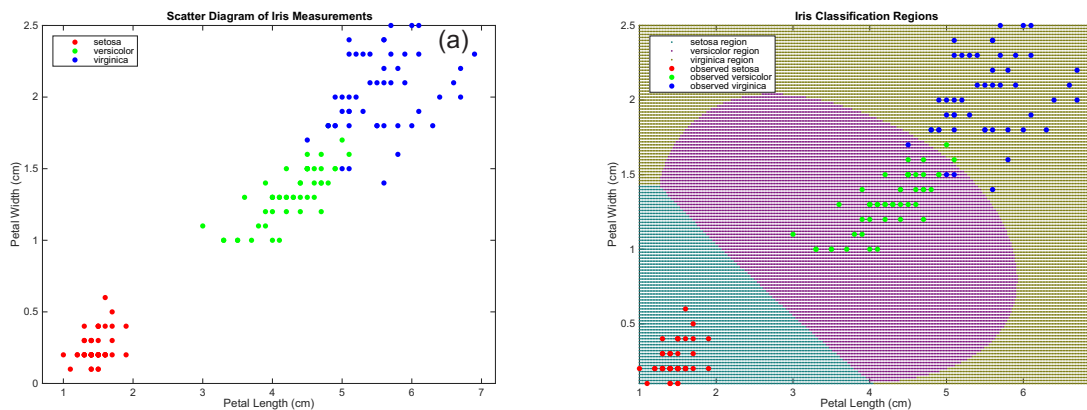 Scatter Diagram of Iris Measurements
(a)
setosa
versicolor
virginica
Petal Width (cm)
2.5
2
1.5
1
0.5
0
1
2
3
4
5
6
7
Petal Length (cm)
Iris Classification Regions
setosa region
versicolor region
virginica region
observed setosa
observed versicolor
observed virginica
Petal Width (cm)
2.5
2
1.5
1
0.5
1
2
3
4
5
6
Petal Length (cm)